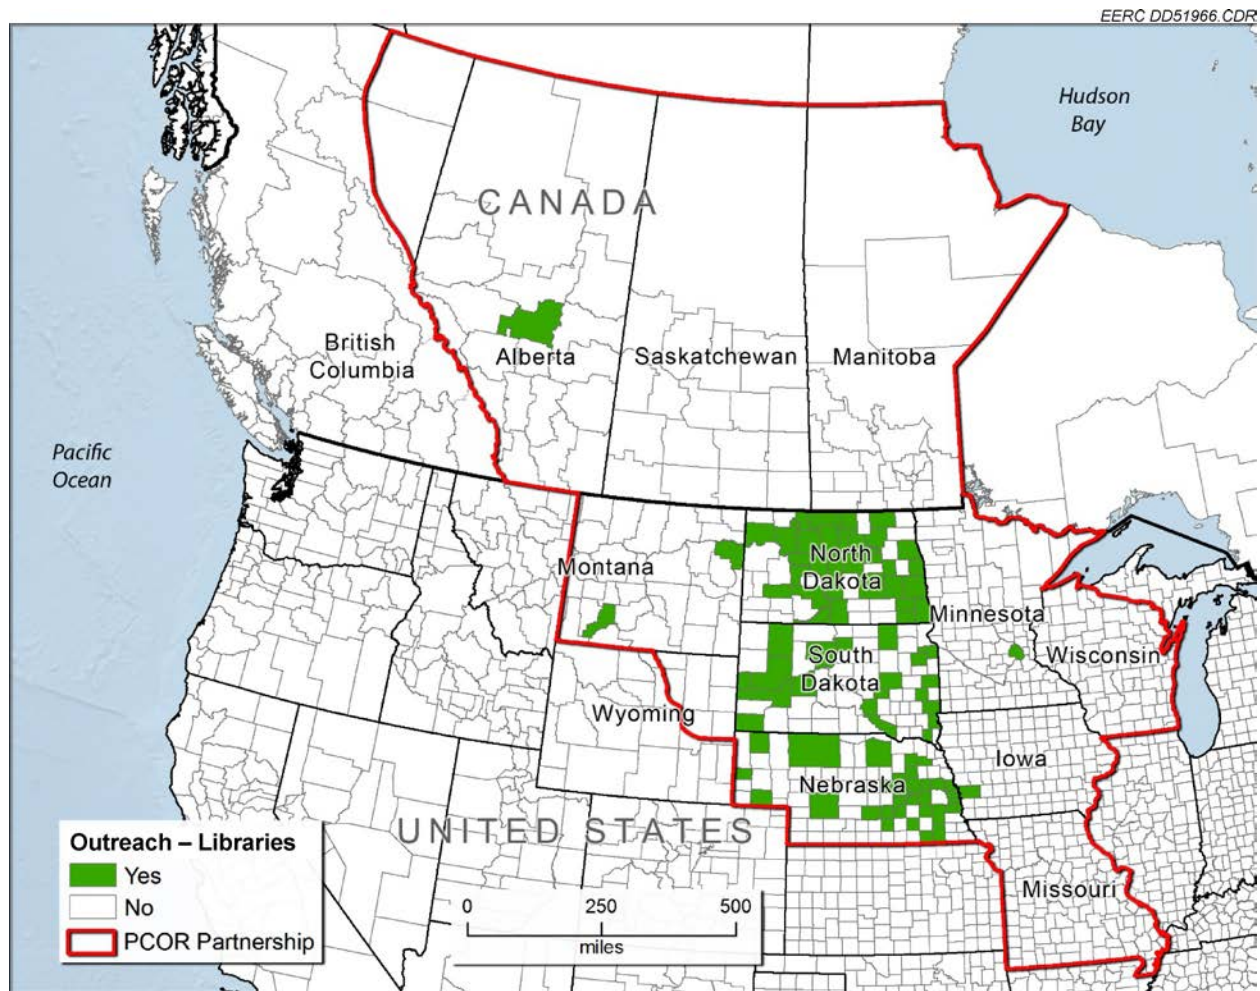 EERC DD51966.CDR
Hudson
Bay
CANADA
British
Columbia
Alberta
Saskatchewan
Manitoba
Pacific
Ocean
Montana
North
Dakota
Minnesota
South
Dakota
Wisconsin
Wyoming
Iowa
Nebraska
UNITED STATES
Missouri
Outreach – Libraries
Yes
No
PCOR Partnership
0 250 500
miles